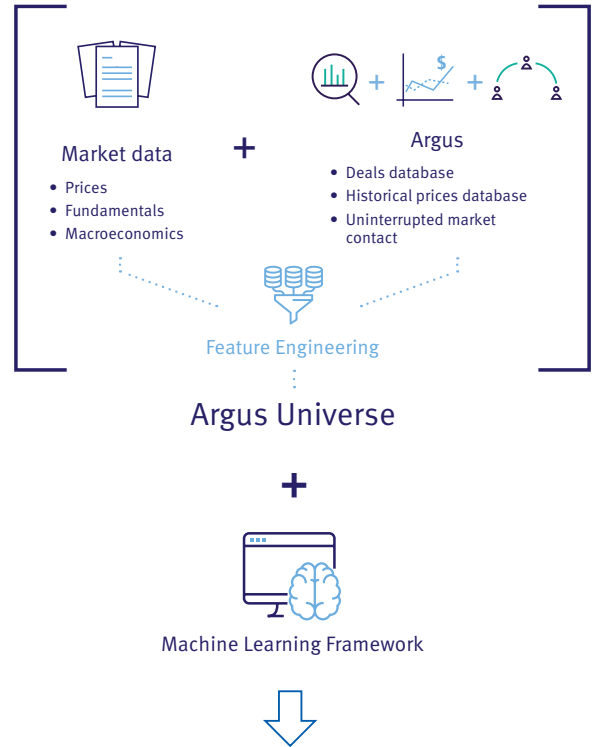 $
+
+
Market data
• Prices
• Fundamentals
• Macroeconomics
+
Argus
• Deals database
• Historical prices database
• Uninterrupted market
contact
Feature Engineering
Argus Universe
+
Machine Learning Framework